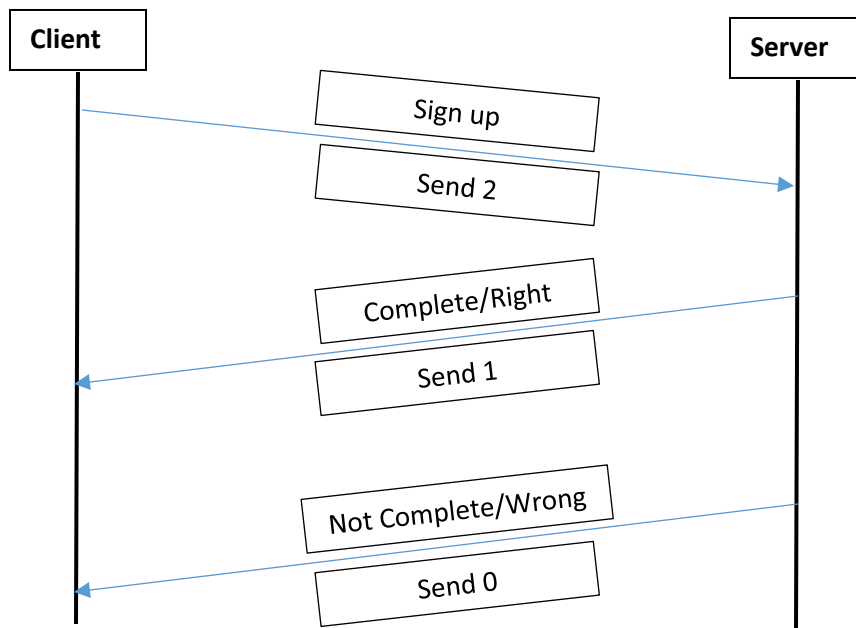 Client
Server
Sign up
Send 2
Complete/Right
Send 1
Not Complete/Wrong
Send 0